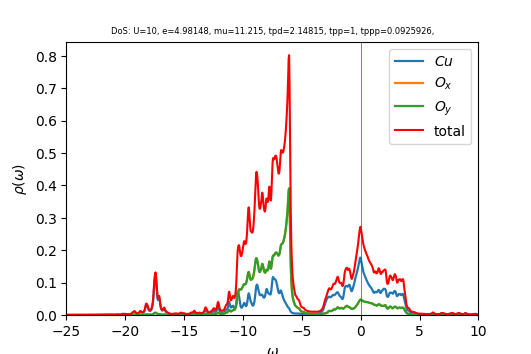 DoS: U=10, e=4.98148, mu=11.215, tpd=2.14815, tpp=1, tppp=0.0925926,
ρ(ω)
0.8
0.7
0.6
0.5
0.4
0.3
0.2
0.1
0.0
Cu
O_x
O_y
total
−25 −20 −15 −10 −5 0 5 10
ω